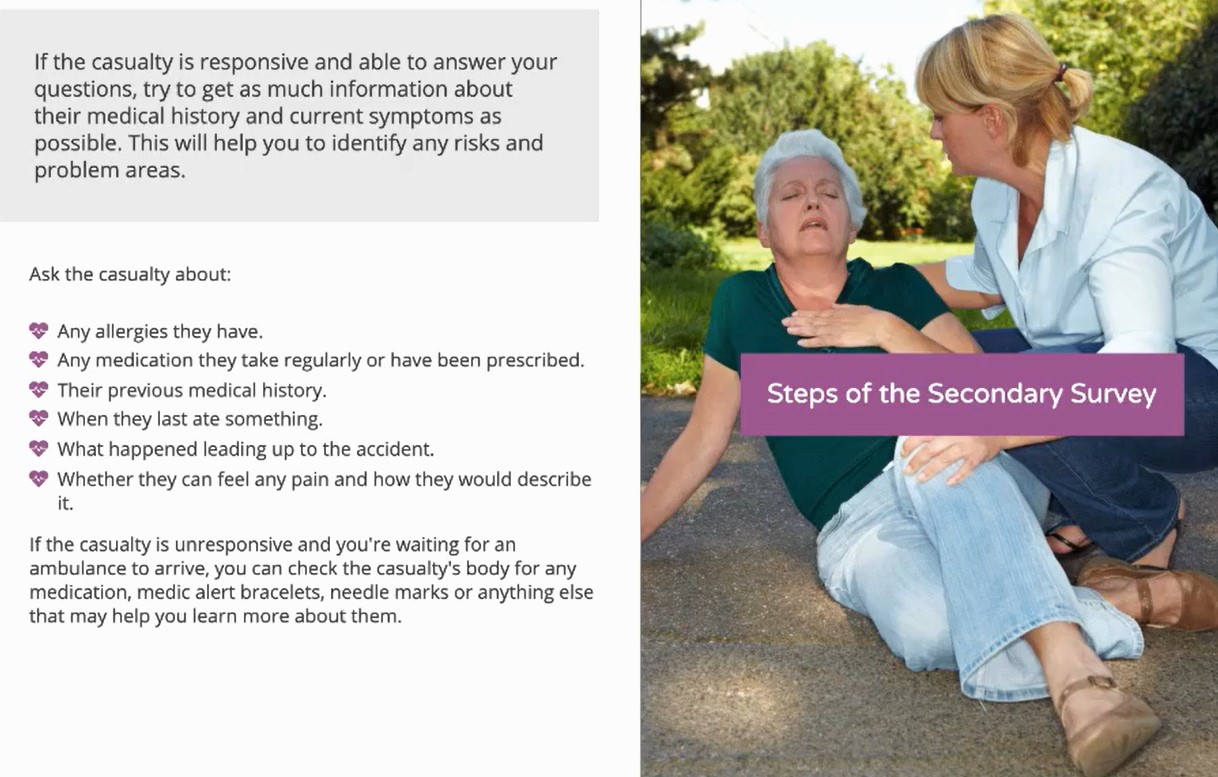 If the casualty is responsive and able to answer your
questions, try to get as much information about
their medical history and current symptoms as
possible. This will help you to identify any risks and
problem areas.
Ask the casualty about:
Any allergies they have.
Any medication they take regularly or have been prescribed.
Their previous medical history.
When they last ate something.
What happened leading up to the accident.
Whether they can feel any pain and how they would describe
it.
If the casualty is unresponsive and you're waiting for an
ambulance to arrive, you can check the casualty's body for any
medication, medic alert bracelets, needle marks or anything else
that may help you learn more about them.
Steps of the Secondary Survey